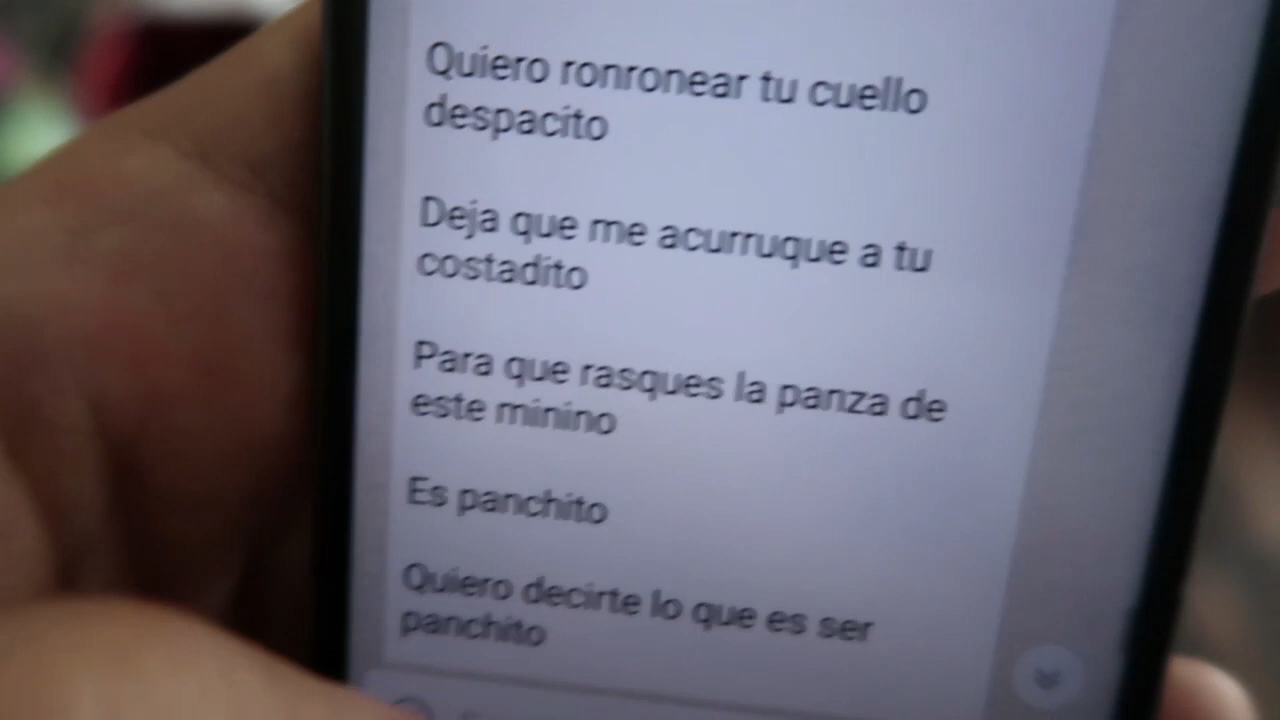 Quiero ronronear tu cuello
despacito
Deja que me acurruque a tu
costadito
Para que rasques la panza de
este minino
Es panchito
Quiero decirte lo que es ser
panchito